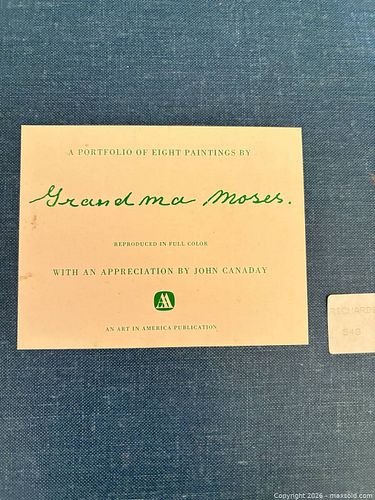 A PORTFOLIO OF EIGHT PAINTINGS BY
Grandma Moses.
REPRODUCED IN FULL COLOR
WITH AN APPRECIATION BY JOHN CANADAY
AN ART IN AMERICA PUBLICATION
Copyright 2026 - maxsold.com